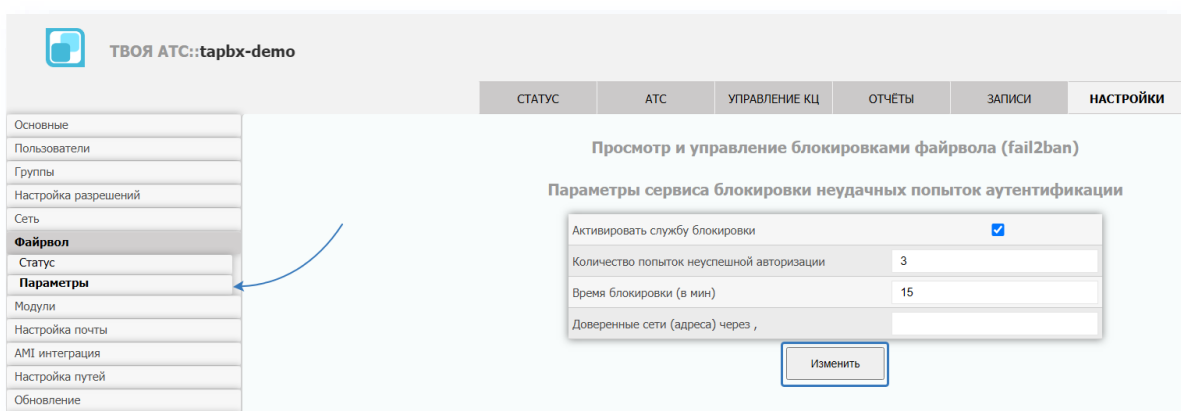 ТВОЯ АТС::tapbx-demo
СТАТУС АТС УПРАВЛЕНИЕ КЦ ОТЧЁТЫ ЗАПИСИ НАСТРОЙКИ
Основные
Пользователи
Группы
Настройка разрешений
Сеть
Файрвол
Статус
Параметры
Модули
Настройка почты
AMI интеграция
Настройка путей
Обновление
Просмотр и управление блокировками файрвола (fail2ban)
Параметры сервиса блокировки неудачных попыток аутентификации
Активировать службу блокировки
Количество попыток неуспешной авторизации 3
Время блокировки (в мин) 15
Доверенные сети (адреса) через ,
Изменить